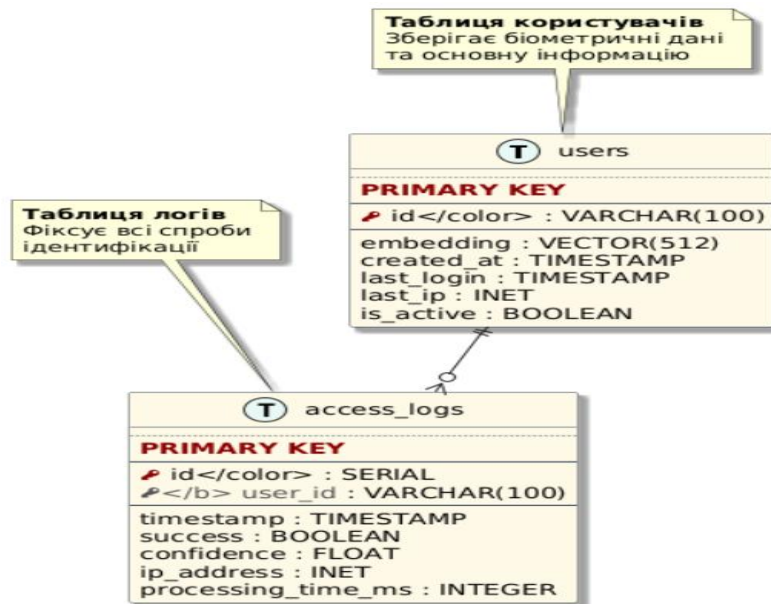 Таблиця користувачів
Зберігає біометричні дані
та основну інформацію
T users
PRIMARY KEY
id</color> : VARCHAR(100)
embedding : VECTOR(512)
created_at : TIMESTAMP
last_login : TIMESTAMP
last_ip : INET
is_active : BOOLEAN
Таблиця логів
Фіксує всі спроби
ідентифікації
T access_logs
PRIMARY KEY
id</color> : SERIAL
</b> user_id : VARCHAR(100)
timestamp : TIMESTAMP
success : BOOLEAN
confidence : FLOAT
ip_address : INET
processing_time_ms : INTEGER